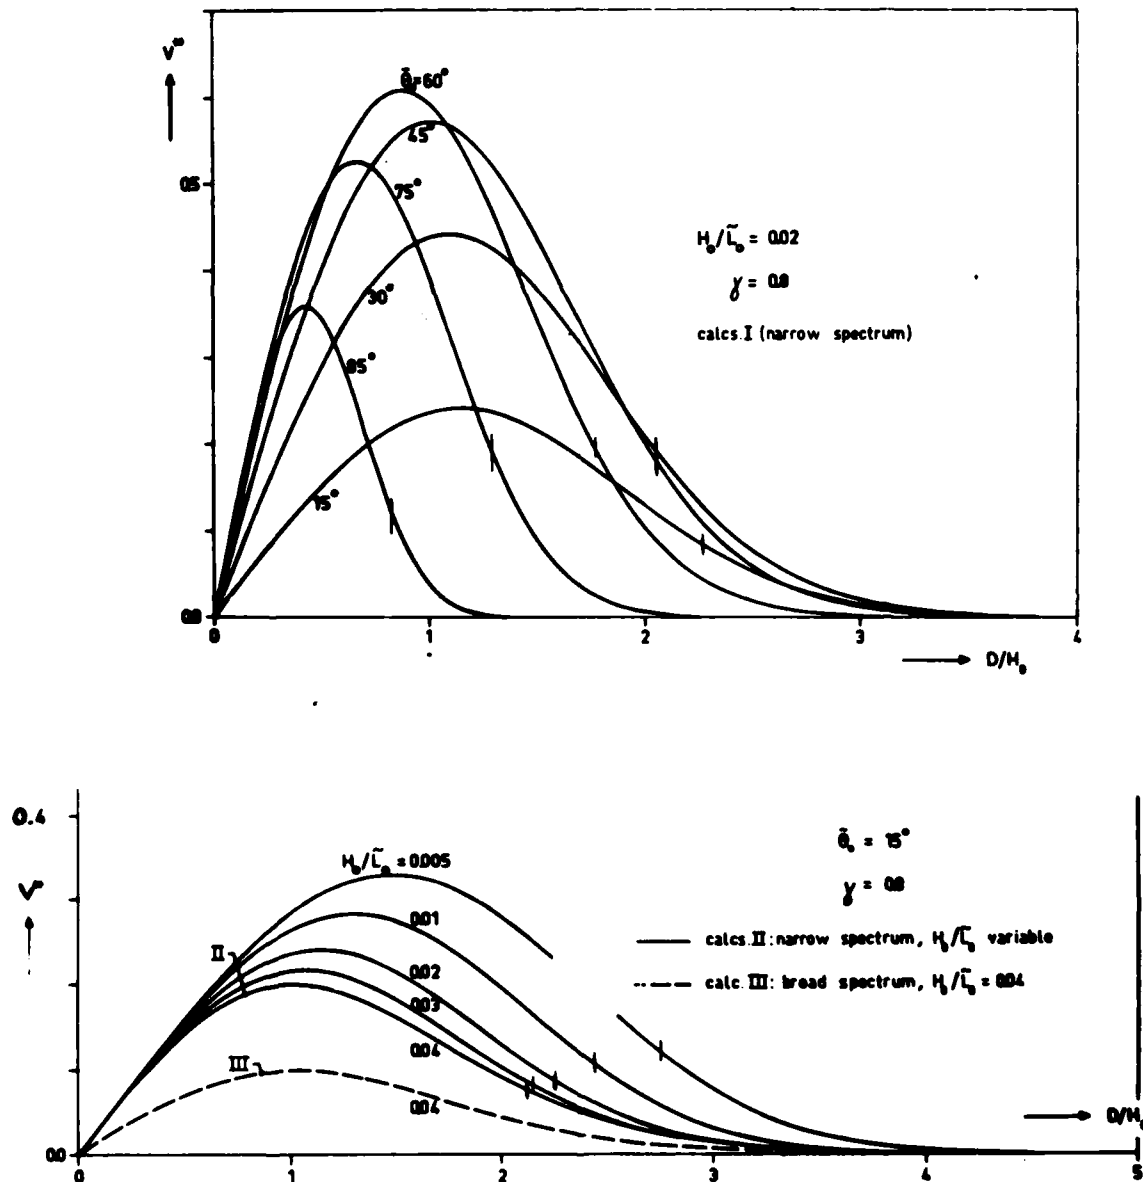 V*
θ̃₀=60°
45°
0.5
75°
H₀/L̃₀ = 0.02
γ = 0.8
30°
calcs. I (narrow spectrum)
85°
15°
0.0
0 1 2 3 4
D/H₀
0.4
θ̃₀ = 15°
H₀/L̃₀ = 0.005
V*
γ = 0.8
0.01
calcs. II: narrow spectrum, H₀/L̃₀ variable
II
0.02
calc. III: broad spectrum, H₀/L̃₀ = 0.04
0.03
0.04
III
0.04
D/H₀
0.0
0 1 2 3 4 5